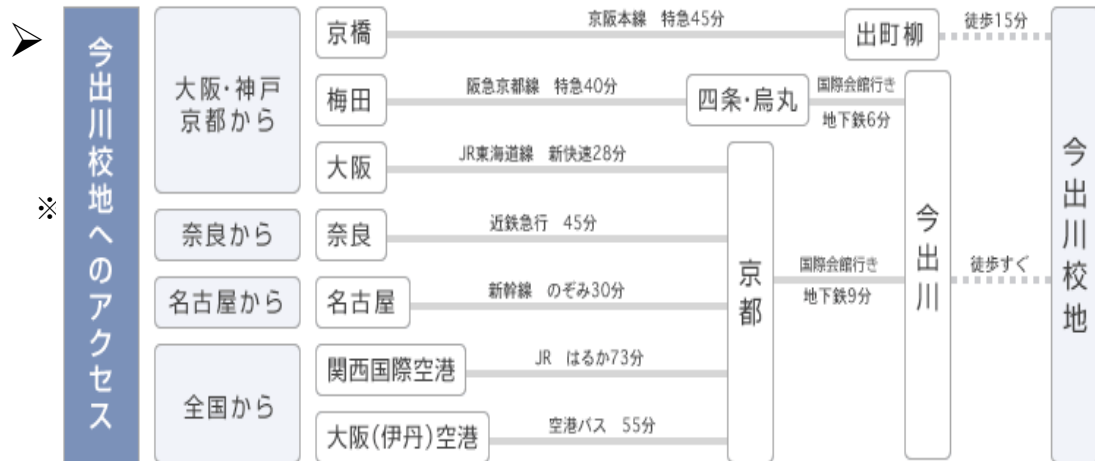 ➢
※
今出川校地へのアクセス
大阪･神戸
京都から
京橋
京阪本線　特急45分
出町柳
徒歩15分
梅田
阪急京都線　特急40分
四条･烏丸
国際会館行き
地下鉄6分
大阪
JR東海道線　新快速28分
奈良から
奈良
近鉄急行　45分
名古屋から
名古屋
新幹線　のぞみ30分
全国から
関西国際空港
JR　はるか73分
大阪(伊丹)空港
空港バス　55分
京都
国際会館行き
地下鉄9分
今出川
徒歩すぐ
今出川校地